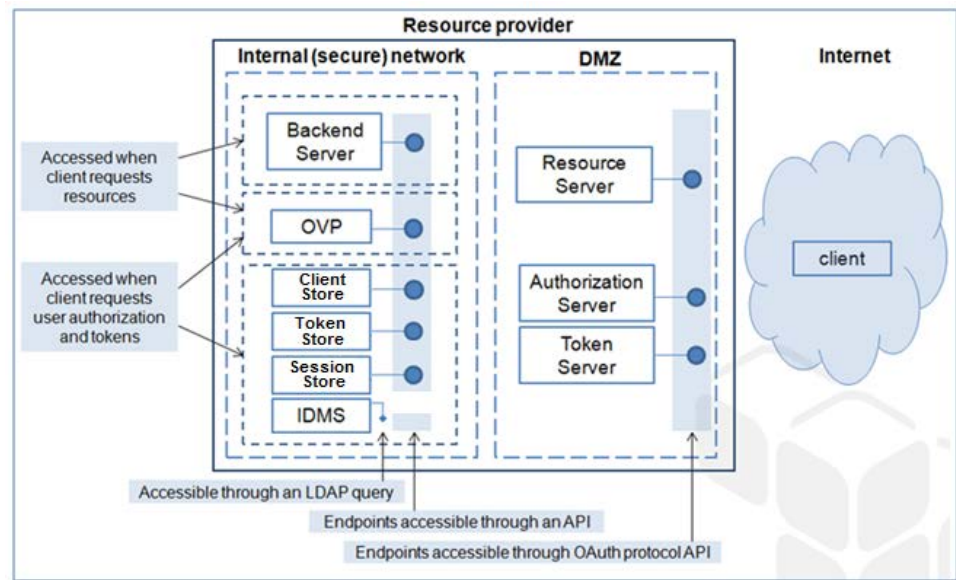 Resource provider
Internal (secure) network
DMZ
Internet
Backend
Server
Accessed when
client requests
resources
Resource
Server
OVP
client
Accessed when
client requests
user authorization
and tokens
Client
Store
Authorization
Server
Token
Store
Token
Server
Session
Store
IDMS
Accessible through an LDAP query
Endpoints accessible through an API
Endpoints accessible through OAuth protocol API